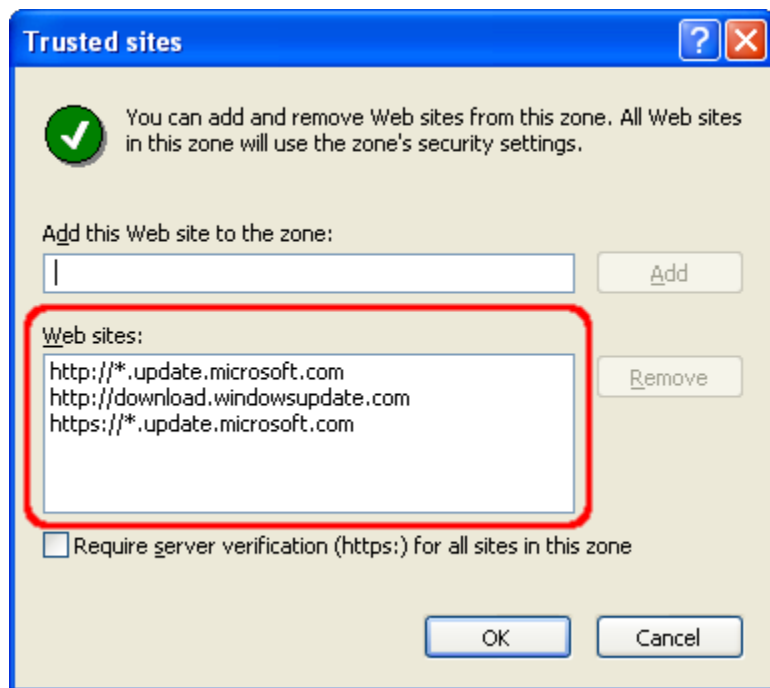 Trusted sites
You can add and remove Web sites from this zone. All Web sites
in this zone will use the zone's security settings.
Add this Web site to the zone:
Add
Web sites:
http://*.update.microsoft.com
http://download.windowsupdate.com
https://*.update.microsoft.com
Remove
Require server verification (https:) for all sites in this zone
OK
Cancel